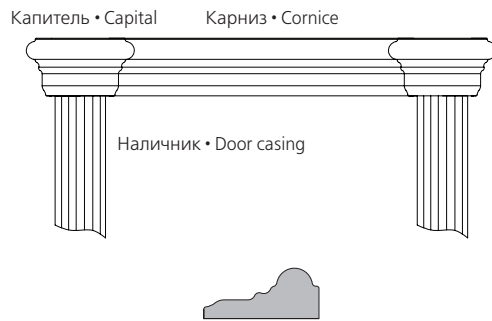 Капитель • Capital
Карниз • Cornice
Наличник • Door casing